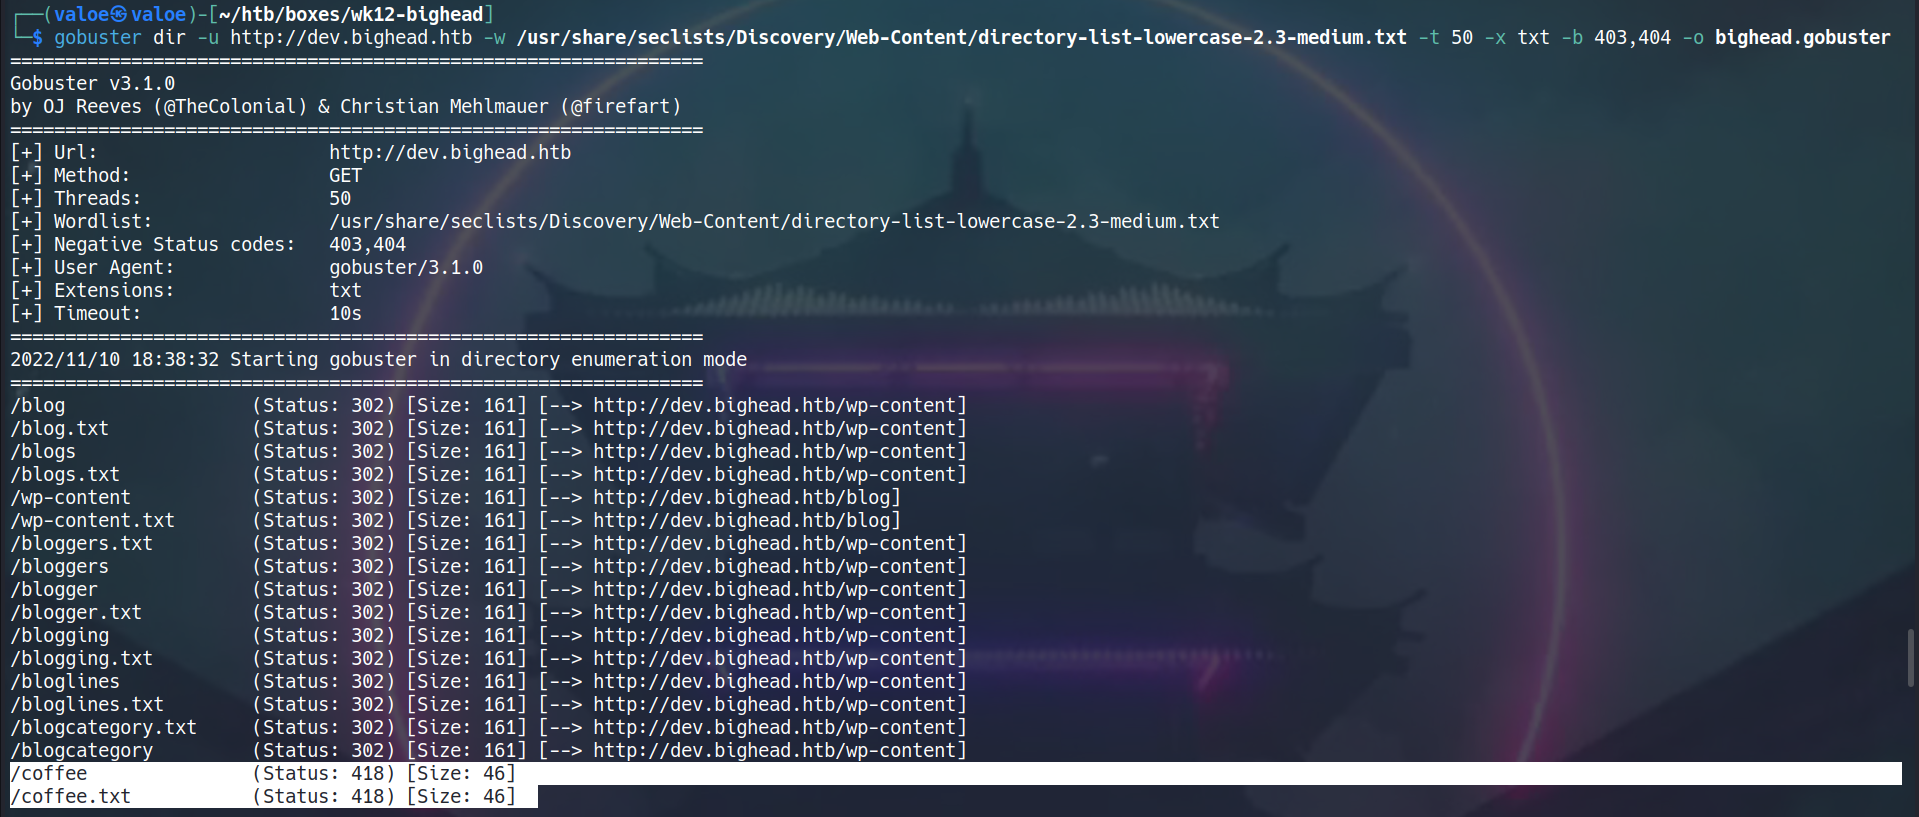 ┌──(valoe㉿valoe)-[~/htb/boxes/wk12-bighead]
└─$ gobuster dir -u http://dev.bighead.htb -w /usr/share/seclists/Discovery/Web-Content/directory-list-lowercase-2.3-medium.txt -t 50 -x txt -b 403,404 -o bighead.gobuster
===============================================================
Gobuster v3.1.0
by OJ Reeves (@TheColonial) & Christian Mehlmauer (@firefart)
===============================================================
[+] Url:                     http://dev.bighead.htb
[+] Method:                  GET
[+] Threads:                 50
[+] Wordlist:                /usr/share/seclists/Discovery/Web-Content/directory-list-lowercase-2.3-medium.txt
[+] Negative Status codes:   403,404
[+] User Agent:              gobuster/3.1.0
[+] Extensions:              txt
[+] Timeout:                 10s
===============================================================
2022/11/10 18:38:32 Starting gobuster in directory enumeration mode
===============================================================
/blog                 (Status: 302) [Size: 161] [--> http://dev.bighead.htb/wp-content]
/blog.txt             (Status: 302) [Size: 161] [--> http://dev.bighead.htb/wp-content]
/blogs                (Status: 302) [Size: 161] [--> http://dev.bighead.htb/wp-content]
/blogs.txt            (Status: 302) [Size: 161] [--> http://dev.bighead.htb/wp-content]
/wp-content           (Status: 302) [Size: 161] [--> http://dev.bighead.htb/blog]
/wp-content.txt       (Status: 302) [Size: 161] [--> http://dev.bighead.htb/blog]
/bloggers.txt         (Status: 302) [Size: 161] [--> http://dev.bighead.htb/wp-content]
/bloggers             (Status: 302) [Size: 161] [--> http://dev.bighead.htb/wp-content]
/blogger              (Status: 302) [Size: 161] [--> http://dev.bighead.htb/wp-content]
/blogger.txt          (Status: 302) [Size: 161] [--> http://dev.bighead.htb/wp-content]
/blogging             (Status: 302) [Size: 161] [--> http://dev.bighead.htb/wp-content]
/blogging.txt         (Status: 302) [Size: 161] [--> http://dev.bighead.htb/wp-content]
/bloglines            (Status: 302) [Size: 161] [--> http://dev.bighead.htb/wp-content]
/bloglines.txt        (Status: 302) [Size: 161] [--> http://dev.bighead.htb/wp-content]
/blogcategory.txt     (Status: 302) [Size: 161] [--> http://dev.bighead.htb/wp-content]
/blogcategory         (Status: 302) [Size: 161] [--> http://dev.bighead.htb/wp-content]
/coffee               (Status: 418) [Size: 46]
/coffee.txt           (Status: 418) [Size: 46]